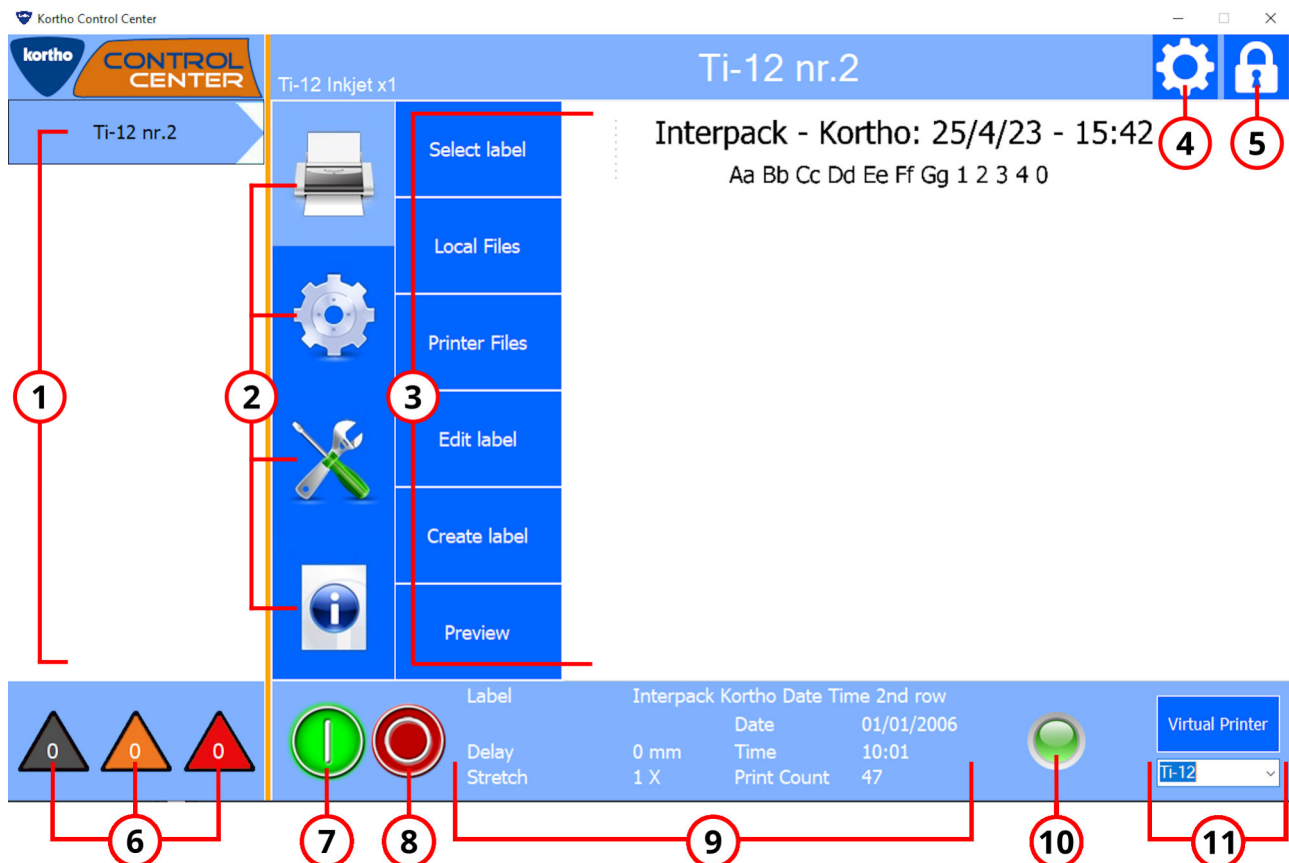 Kortho Control Center
kortho
CONTROL
CENTER
Ti-12 Inkjet x1
Ti-12 nr.2
4
5
Ti-12 nr.2
1
2
3
Select label
Local Files
Printer Files
Edit label
Create label
Preview
Interpack - Kortho: 25/4/23 - 15:42
Aa Bb Cc Dd Ee Ff Gg 1 2 3 4 0
0
0
0
6
7
8
Label
Interpack Kortho Date Time 2nd row
Date
01/01/2006
Delay
0 mm
Time
10:01
Stretch
1 X
Print Count
47
9
10
Virtual Printer
Ti-12
11